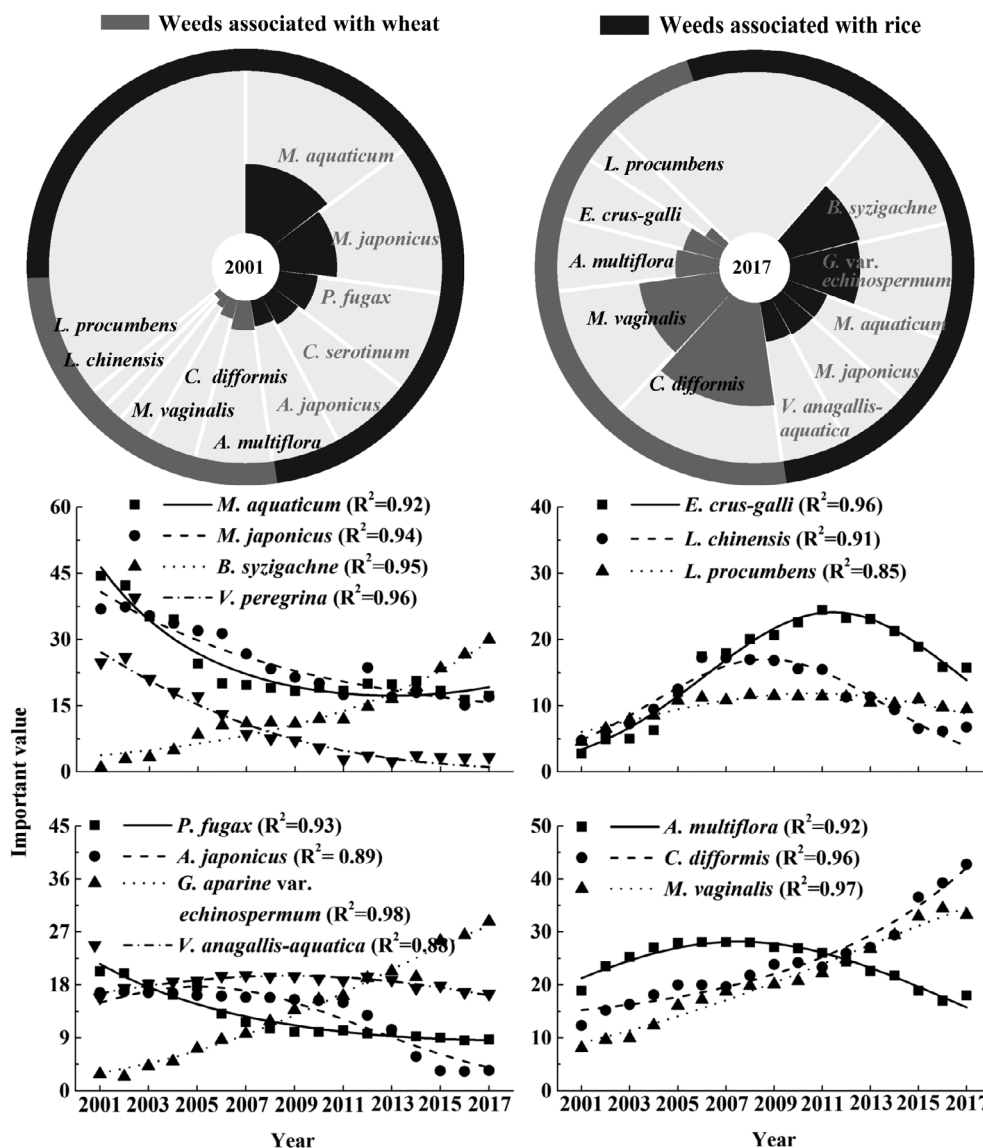 Weeds associated with wheat
Weeds associated with rice
M. aquaticum
M. japonicus
P. fugax
C. serotinum
A. japonicus
A. multiflora
C. difformis
M. vaginalis
L. chinensis
L. procumbens
2001
L. procumbens
E. crus-galli
A. multiflora
M. vaginalis
C. difformis
2017
B. syzigachne
G. var.
echinospermum
M. aquaticum
M. japonicus
V. anagallis-
aquatica
Important value
60
45
30
15
0
M. aquaticum (R²=0.92)
M. japonicus (R²=0.94)
B. syzigachne (R²=0.95)
V. peregrina (R²=0.96)
40
30
20
10
0
E. crus-galli (R²=0.96)
L. chinensis (R²=0.91)
L. procumbens (R²=0.85)
45
36
27
18
9
0
P. fugax (R²=0.93)
A. japonicus (R²= 0.89)
G. aparine var.
echinospermum (R²=0.98)
V. anagallis-aquatica (R²=0.88)
2001 2003 2005 2007 2009 2011 2013 2015 2017
Year
50
40
30
20
10
0
A. multiflora (R²=0.92)
C. difformis (R²=0.96)
M. vaginalis (R²=0.97)
2001 2003 2005 2007 2009 2011 2013 2015 2017
Year